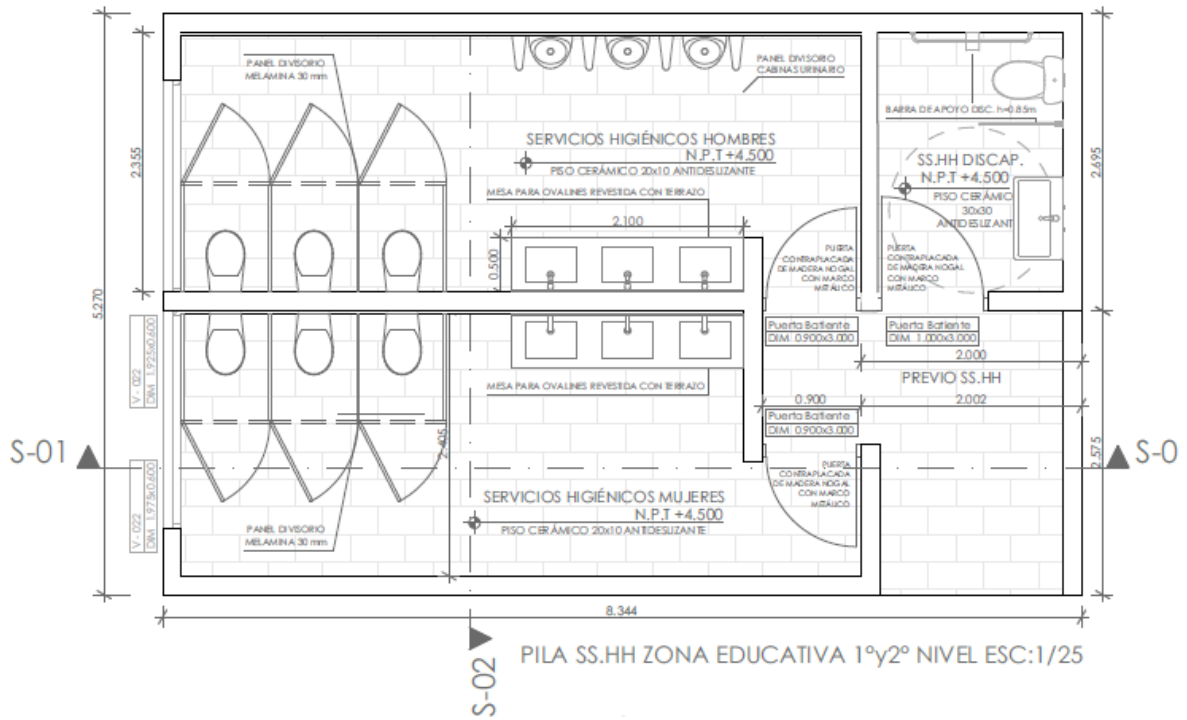 PANEL DIVISORIO
MELAMINA 30 mm
PANEL DIVISORIO
CABINAS URINARIO
BARRA DE APOYO DISC. h=0.85m
SERVICIOS HIGIÉNICOS HOMBRES
N.P.T +4.500
PISO CERÁMICO 20x10 ANTIDESLIZANTE
SS.HH DISCAP.
N.P.T +4.500
PISO CERÁMIO
30x30
ANTIDESLIZANT
MESA PARA OVALINES REVESTIDA CON TERRAZO
2.100
0.500
2.355
2.695
5.270
PUERTA
CONTRAPLACADA
DE MADERA NOGAL
CON MARCO
METÁLICO
PUERTA
CONTRAPLACADA
DE MADERA NOGAL
CON MARCO
METÁLICO
Puerta Batiente
DIM 0.900x3.000
Puerta Batiente
DIM 1.000x3.000
2.000
PREVIO SS.HH
0.900
2.002
Puerta Batiente
DIM 0.900x3.000
V - 022
DIM 1.925x0.600
MESA PARA OVALINES REVESTIDA CON TERRAZO
2.405
2.575
S-01
S-0
V - 022
DIM 1.975x0.600
PUERTA
CONTRAPLACADA
DE MADERA NOGAL
CON MARCO
METÁLICO
SERVICIOS HIGIÉNICOS MUJERES
N.P.T +4.500
PISO CERÁMICO 20x10 ANTIDESLIZANTE
PANEL DIVISORIO
MELAMINA 30 mm
8.344
S-02
PILA SS.HH ZONA EDUCATIVA 1°y2° NIVEL ESC:1/25